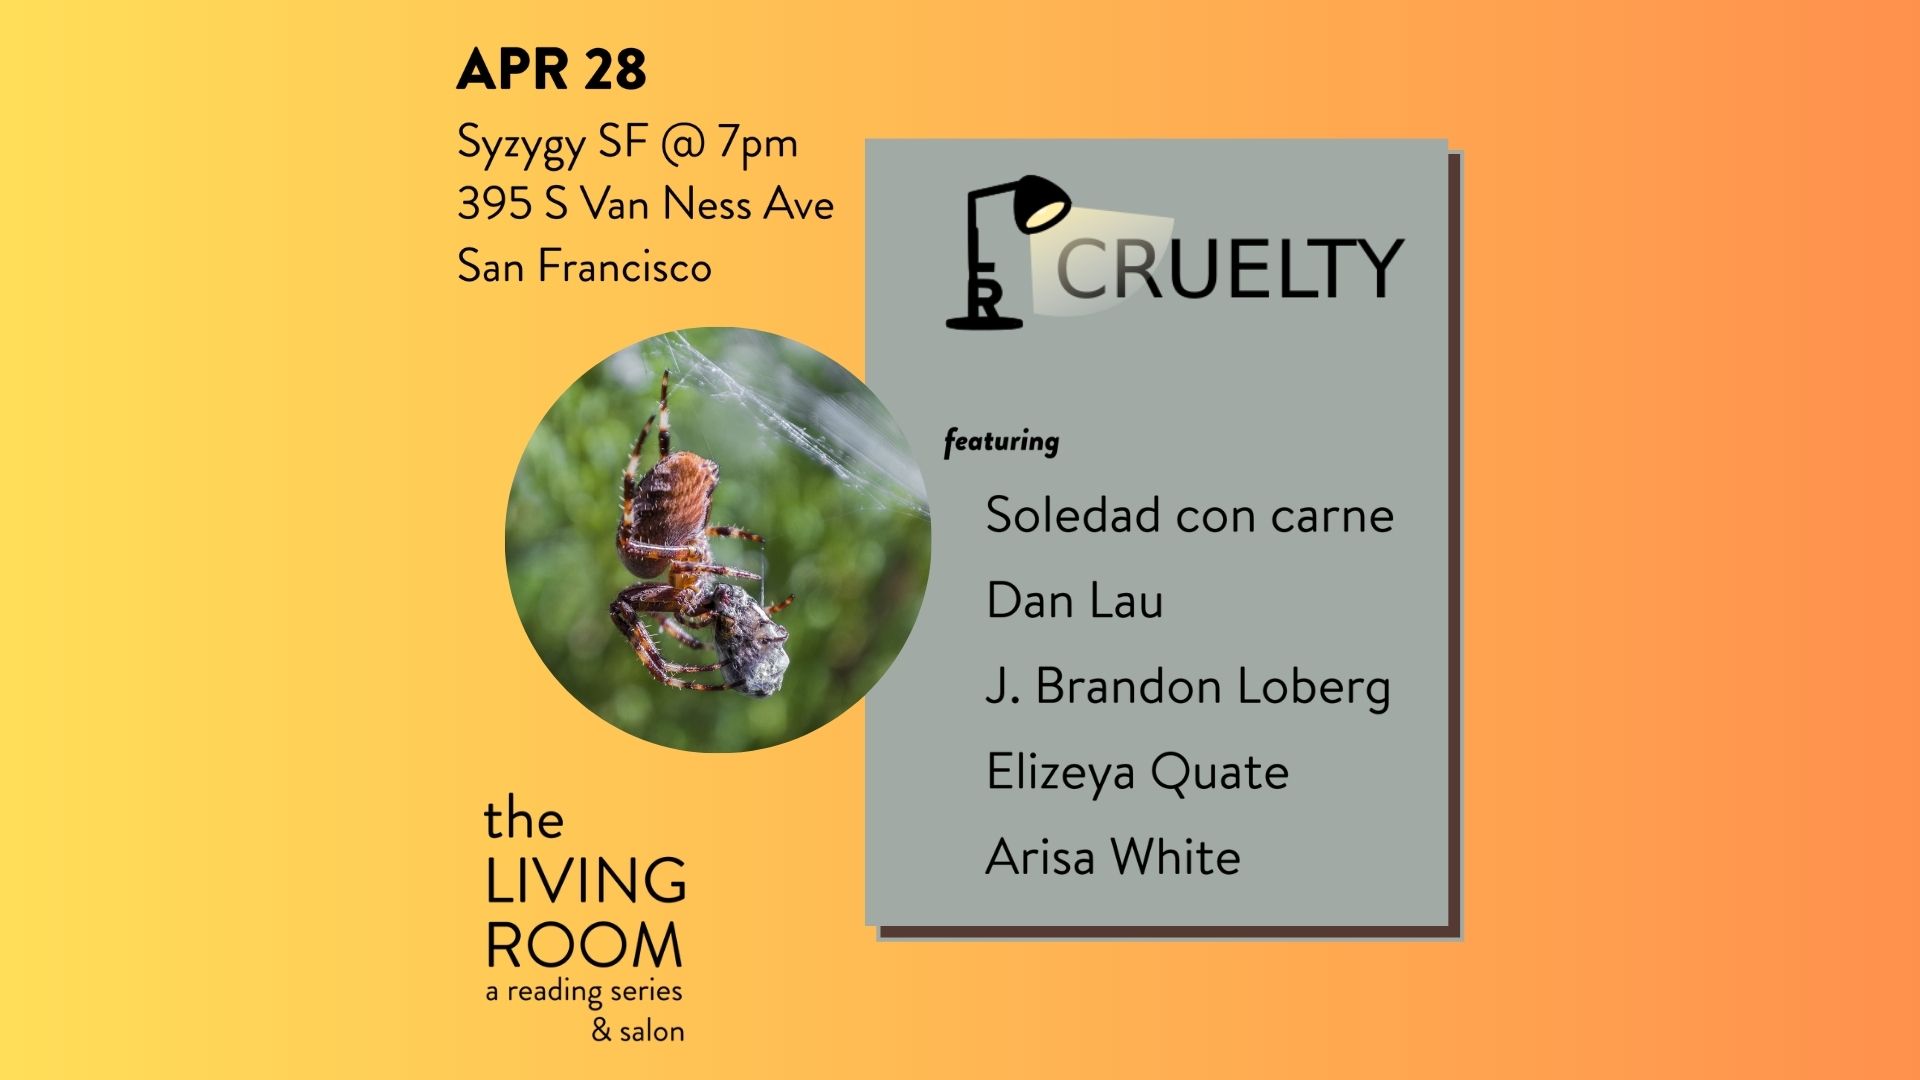 APR 28
Syzygy SF @ 7pm
395 S Van Ness Ave
San Francisco
LR
CRUELTY
featuring
Soledad con carne
Dan Lau
J. Brandon Loberg
Elizeya Quate
Arisa White
the
LIVING
ROOM
a reading series
& salon